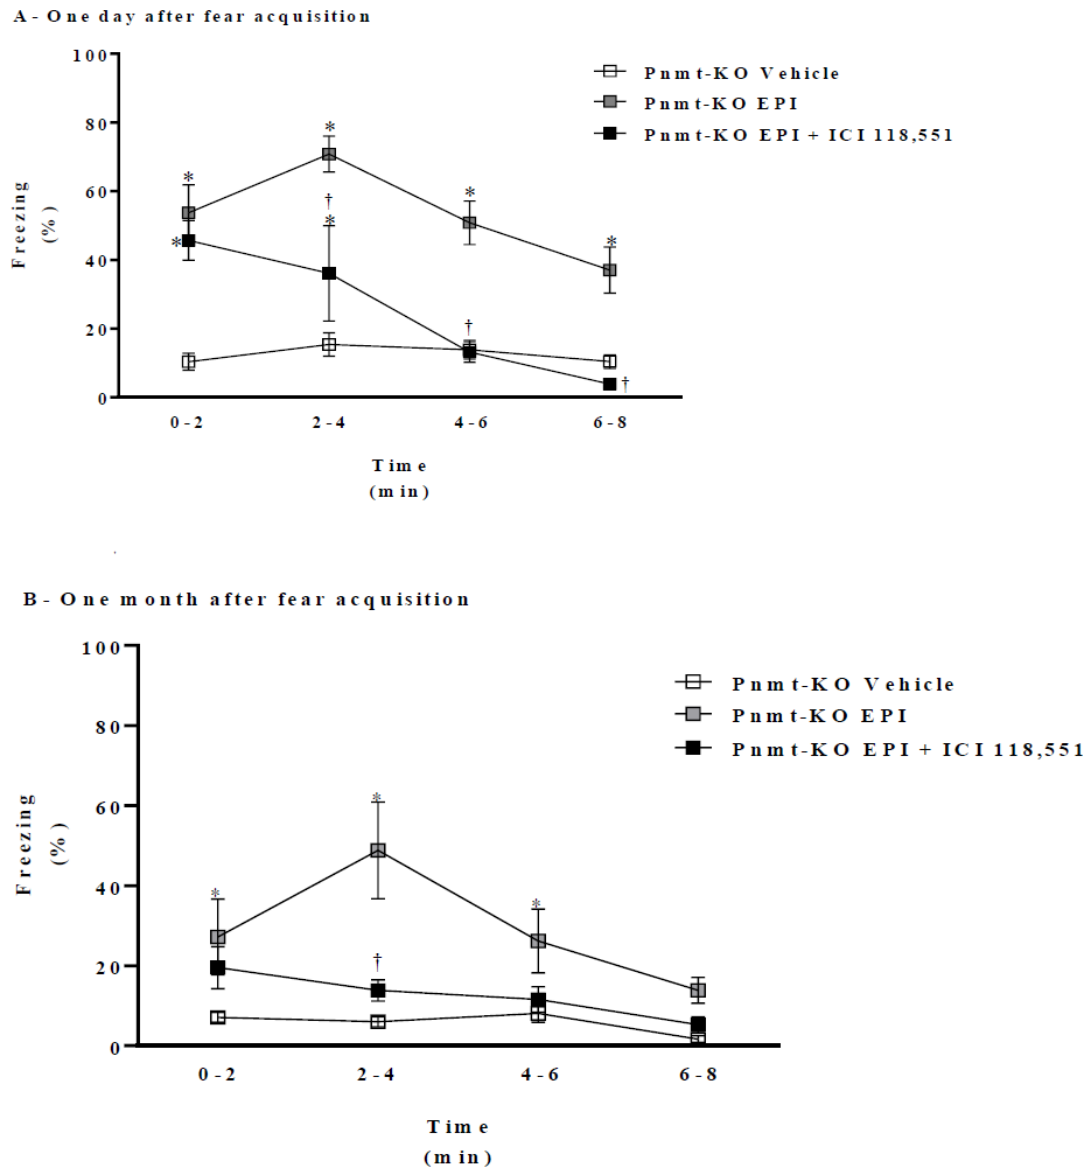 A - One day after fear acquisition
100
80
60
40
20
0
Freezing
(%)
*
*
*
*
*
†
*
†
†
Pnmt-KO Vehicle
Pnmt-KO EPI
Pnmt-KO EPI + ICI 118,551
0 - 2
2 - 4
4 - 6
6 - 8
Time
(min)
B - One month after fear acquisition
100
80
60
40
20
0
Freezing
(%)
*
*
*
†
Pnmt-KO Vehicle
Pnmt-KO EPI
Pnmt-KO EPI + ICI 118,551
0 - 2
2 - 4
4 - 6
6 - 8
Time
(min)